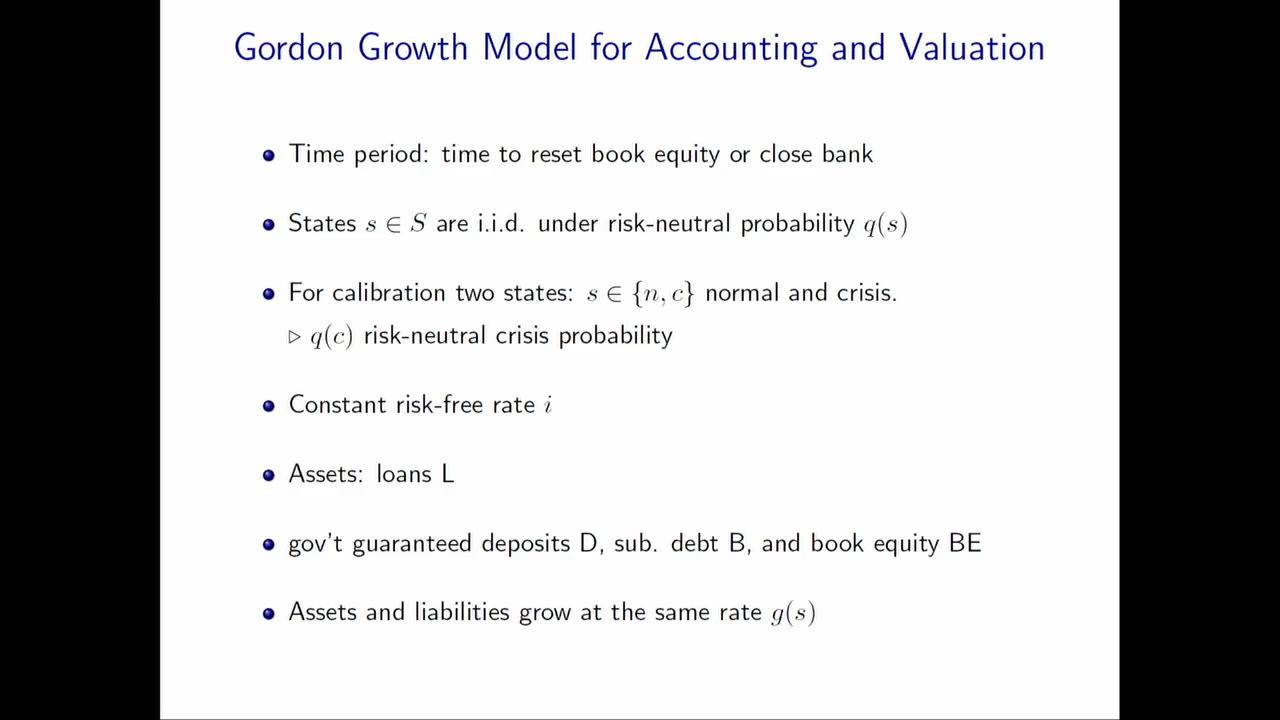 Gordon Growth Model for Accounting and Valuation
Time period: time to reset book equity or close bank
States s ∈ S are i.i.d. under risk-neutral probability q(s)
For calibration two states: s ∈ {n, c} normal and crisis.
▷ q(c) risk-neutral crisis probability
Constant risk-free rate i
Assets: loans L
gov't guaranteed deposits D, sub. debt B, and book equity BE
Assets and liabilities grow at the same rate g(s)